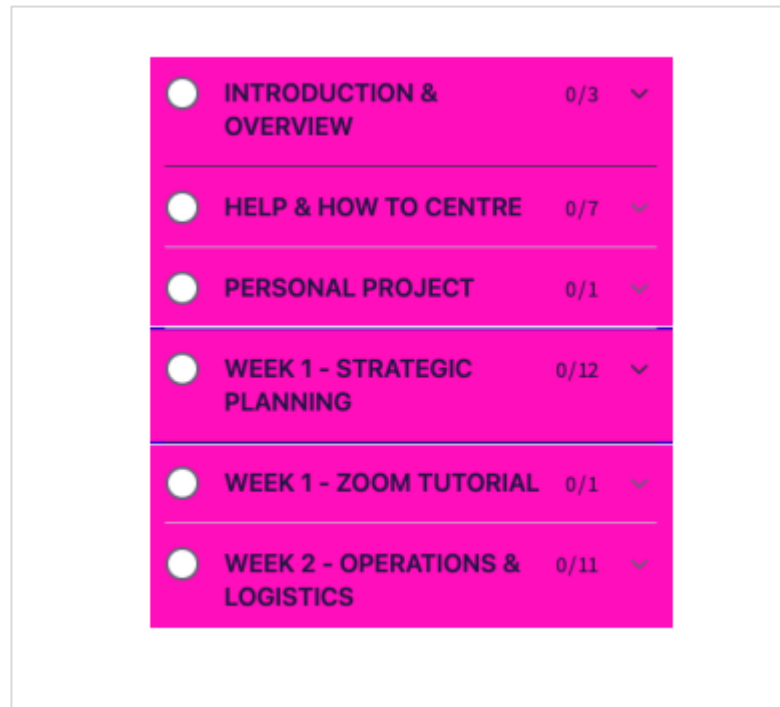 INTRODUCTION & 0/3
OVERVIEW
HELP & HOW TO CENTRE 0/7
PERSONAL PROJECT 0/1
WEEK 1 - STRATEGIC 0/12
PLANNING
WEEK 1 - ZOOM TUTORIAL 0/1
WEEK 2 - OPERATIONS & 0/11
LOGISTICS